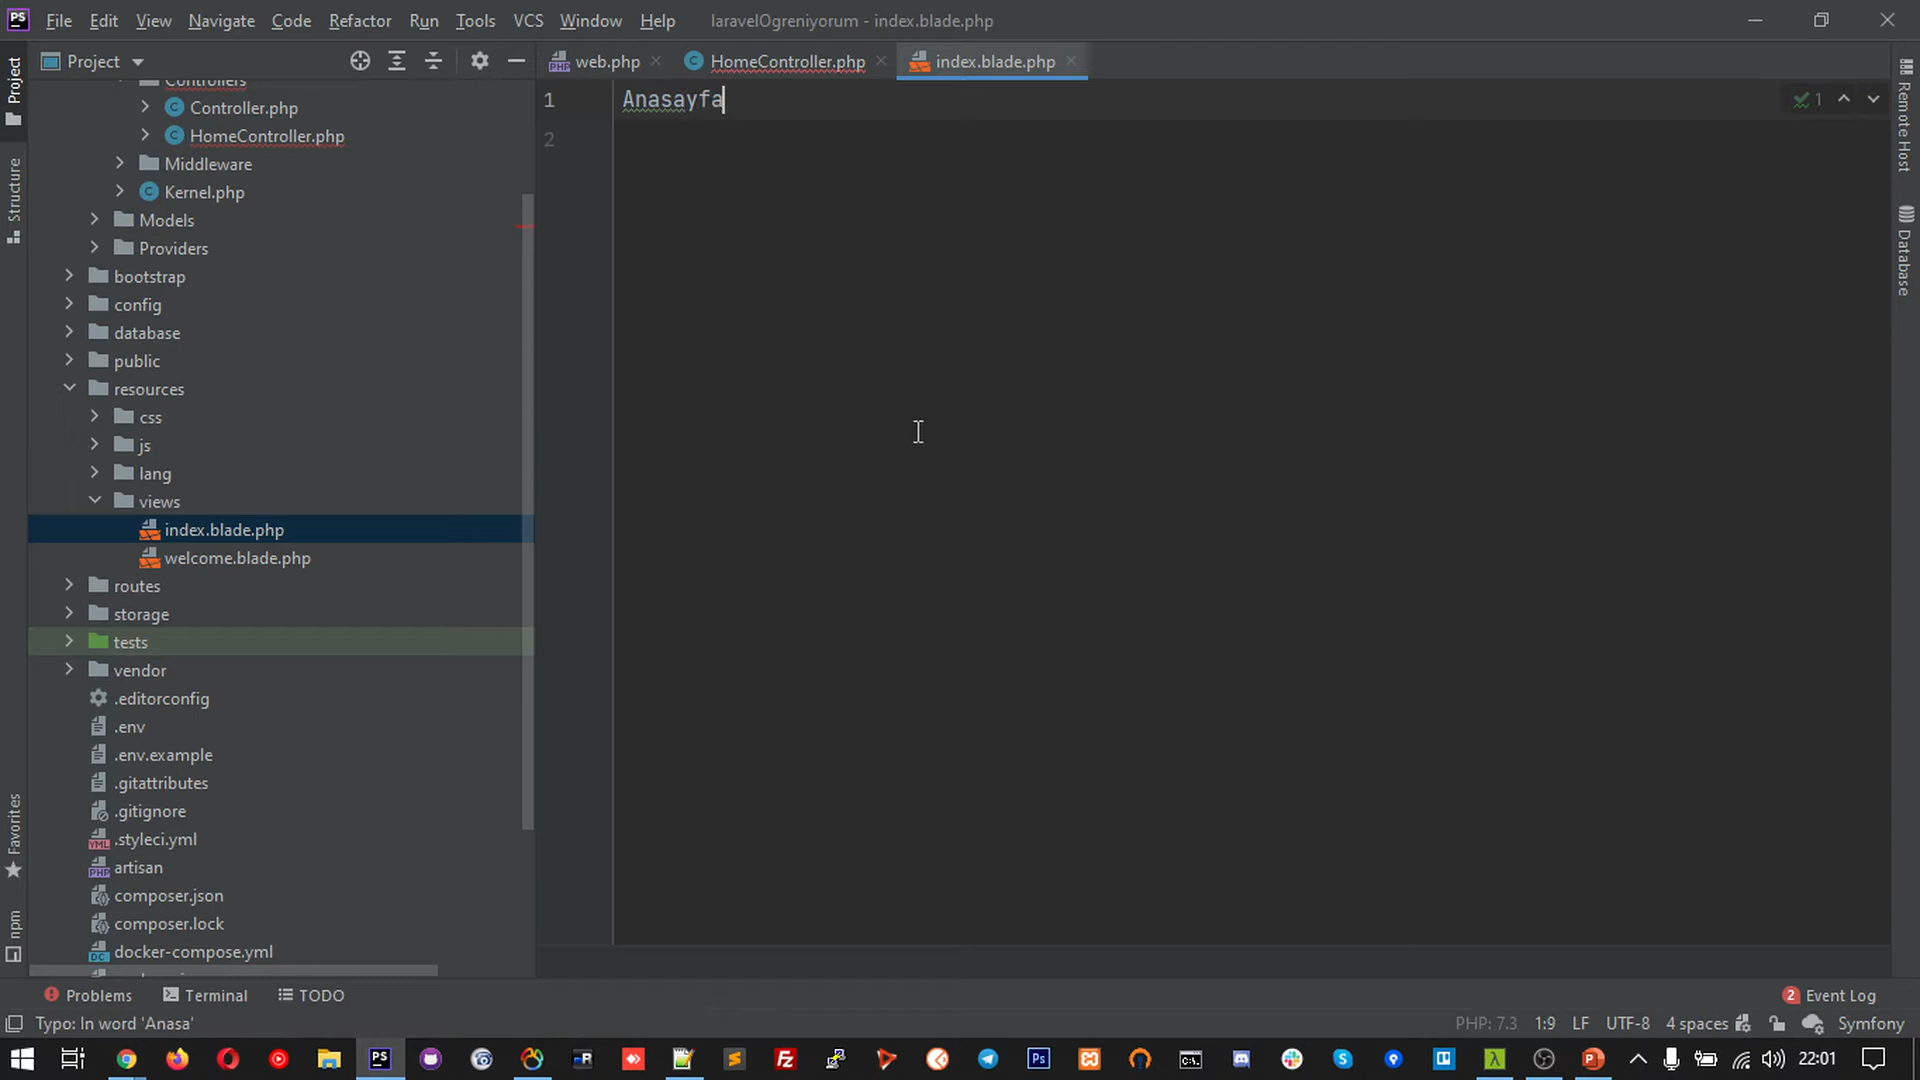 PS File Edit View Navigate Code Refactor Run Tools VCS Window Help laravelOgreniyorum - index.blade.php
Project
web.php
HomeController.php
index.blade.php
Project
Structure
Favorites
npm
Controllers
Controller.php
HomeController.php
Middleware
Kernel.php
Models
Providers
bootstrap
config
database
public
resources
css
js
lang
views
index.blade.php
welcome.blade.php
routes
storage
tests
vendor
.editorconfig
.env
.env.example
.gitattributes
.gitignore
.styleci.yml
artisan
composer.json
composer.lock
docker-compose.yml
1 Anasayfa
2
1
Remote Host
Database
Problems Terminal TODO
2 Event Log
Typo: In word 'Anasa'
PHP: 7.3 1:9 LF UTF-8 4 spaces Symfony
22:01